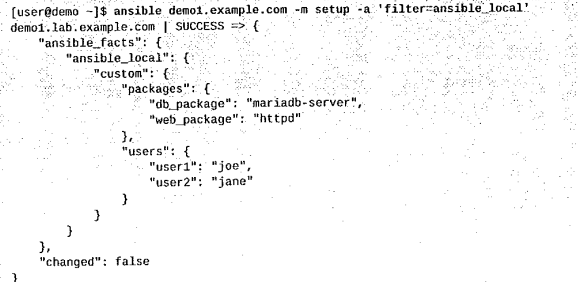 [user@demo ~]$ ansible demo1.example.com -m setup -a 'filter=ansible_local'
demo1.lab.example.com | SUCCESS => {
    "ansible_facts": {
        "ansible_local": {
            "custom": {
                "packages": {
                    "db_package": "mariadb-server",
                    "web_package": "httpd"
                },
                "users": {
                    "user1": "joe",
                    "user2": "jane"
                }
            }
        }
    },
    "changed": false
}